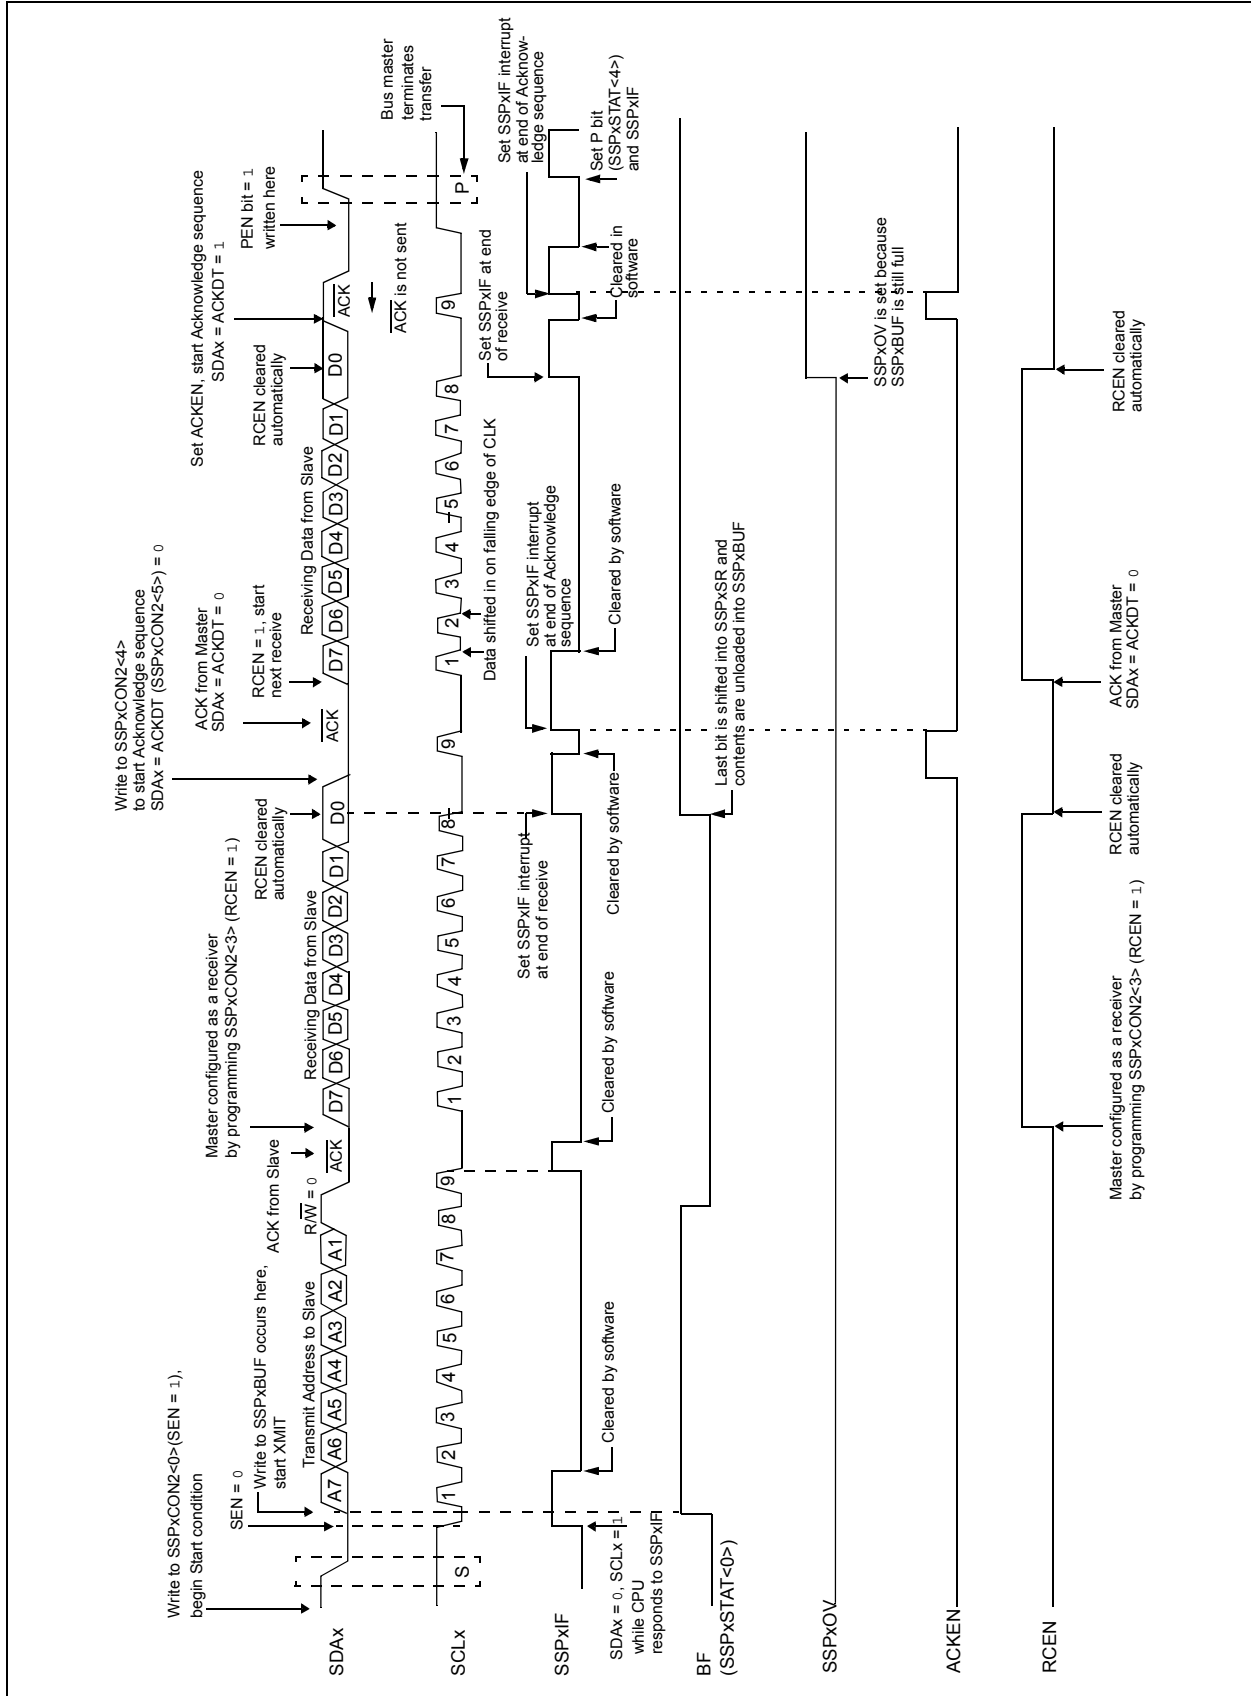 Write to SSPxCON2<0>(SEN = 1),
begin Start condition
SEN = 0
Write to SSPxBUF occurs here,
start XMIT
ACK from Slave
Master configured as a receiver
by programming SSPxCON2<3> (RCEN = 1)
RCEN cleared
automatically
Write to SSPxCON2<4>
to start Acknowledge sequence
SDAx = ACKDT (SSPxCON2<5>) = 0
ACK from Master
SDAx = ACKDT = 0
RCEN = 1, start
next receive
RCEN cleared
automatically
Set ACKEN, start Acknowledge sequence
SDAx = ACKDT = 1
PEN bit = 1
written here
Transmit Address to Slave
R/W = 0
Receiving Data from Slave
Receiving Data from Slave
SDAx
A7 A6 A5 A4 A3 A2 A1 ACK D7 D6 D5 D4 D3 D2 D1 D0 ACK D7 D6 D5 D4 D3 D2 D1 D0 ACK
ACK is not sent
Bus master
terminates
transfer
SCLx
S 1 2 3 4 5 6 7 8 9 1 2 3 4 5 6 7 8 9 1 2 3 4 5 6 7 8 9 P
Data shifted in on falling edge of CLK
Set SSPxIF interrupt
at end of receive
Set SSPxIF interrupt
at end of Acknowledge
sequence
Set SSPxIF at end
of receive
Set SSPxIF interrupt
at end of Acknow-
ledge sequence
SSPxIF
SDAx = 0, SCLx = 1
while CPU
responds to SSPxIF
Cleared by software
Cleared by software
Cleared by software
Cleared by software
Cleared in
software
Set P bit
(SSPxSTAT<4>)
and SSPxIF
BF
(SSPxSTAT<0>)
Last bit is shifted into SSPxSR and
contents are unloaded into SSPxBUF
SSPxOV
SSPxOV is set because
SSPxBUF is still full
ACKEN
RCEN
Master configured as a receiver
by programming SSPxCON2<3> (RCEN = 1)
RCEN cleared
automatically
ACK from Master
SDAx = ACKDT = 0
RCEN cleared
automatically